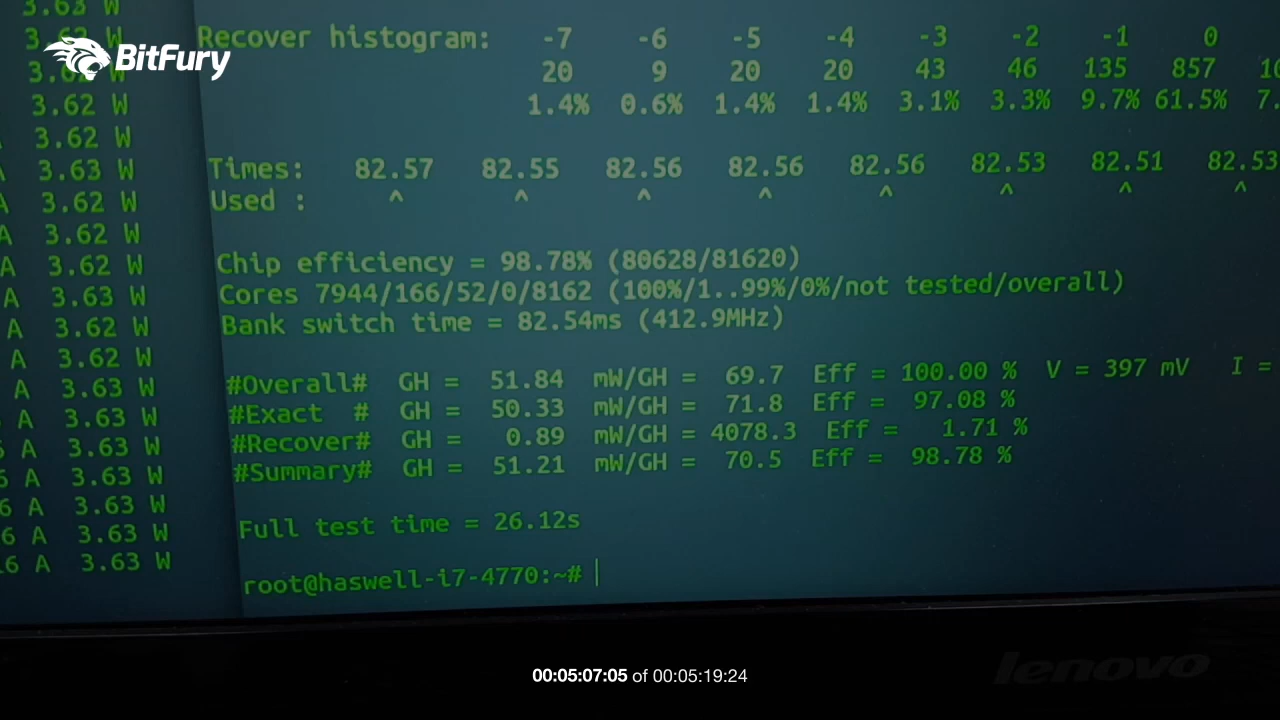 3.63 W
BitFury
3.62 W
3.62 W
3.63 W
3.62 W
A 3.62 W
A 3.62 W
A 3.63 W
A 3.62 W
A 3.62 W
A 3.63 W
A 3.63 W
6 A 3.63 W
6 A 3.63 W
6 A 3.63 W
16 A 3.63 W
Recover histogram: -7 -6 -5 -4 -3 -2 -1 0
20 9 20 20 43 46 135 857
1.4% 0.6% 1.4% 1.4% 3.1% 3.3% 9.7% 61.5%
Times: 82.57 82.55 82.56 82.56 82.56 82.53 82.51 82.53
Used : ^ ^ ^ ^ ^ ^ ^ ^
Chip efficiency = 98.78% (80628/81620)
Cores 7944/166/52/0/8162 (100%/1..99%/0%/not tested/overall)
Bank switch time = 82.54ms (412.9MHz)
#Overall# GH = 51.84 mW/GH = 69.7 Eff = 100.00 % V = 397 mV I =
#Exact # GH = 50.33 mW/GH = 71.8 Eff = 97.08 %
#Recover# GH = 0.89 mW/GH = 4078.3 Eff = 1.71 %
#Summary# GH = 51.21 mW/GH = 70.5 Eff = 98.78 %
Full test time = 26.12s
root@haswell-i7-4770:~#
lenovo
00:05:07:05 of 00:05:19:24